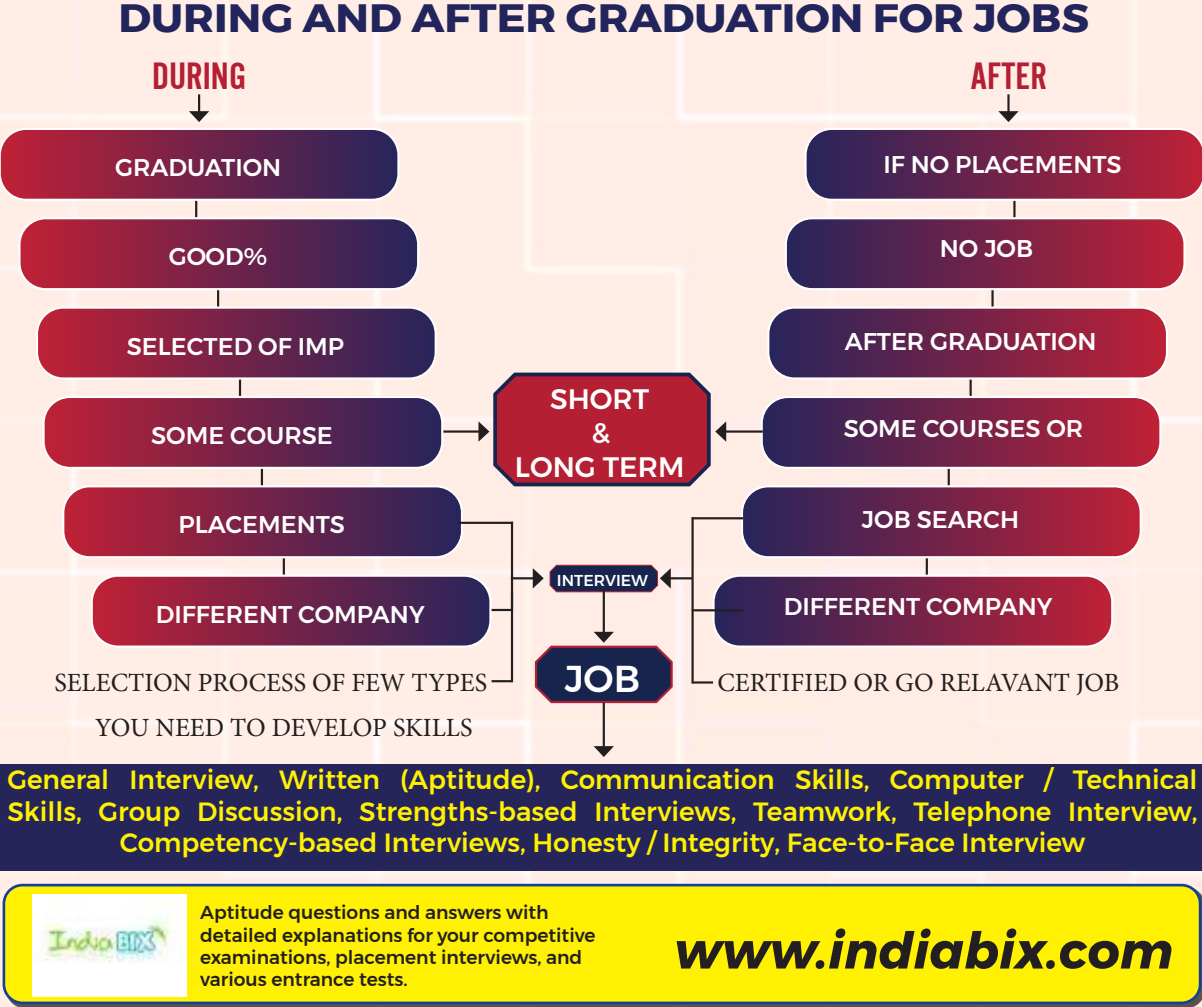 DURING AND AFTER GRADUATION FOR JOBS
DURING
GRADUATION
GOOD%
SELECTED OF IMP
SOME COURSE
PLACEMENTS
DIFFERENT COMPANY
SELECTION PROCESS OF FEW TYPES
YOU NEED TO DEVELOP SKILLS
AFTER
IF NO PLACEMENTS
NO JOB
AFTER GRADUATION
SOME COURSES OR
JOB SEARCH
DIFFERENT COMPANY
CERTIFIED OR GO RELAVANT JOB
SHORT
&
LONG TERM
INTERVIEW
JOB
General Interview, Written (Aptitude), Communication Skills, Computer / Technical
Skills, Group Discussion, Strengths-based Interviews, Teamwork, Telephone Interview,
Competency-based Interviews, Honesty / Integrity, Face-to-Face Interview
India BIX
Aptitude questions and answers with
detailed explanations for your competitive
examinations, placement interviews, and
various entrance tests.
www.indiabix.com